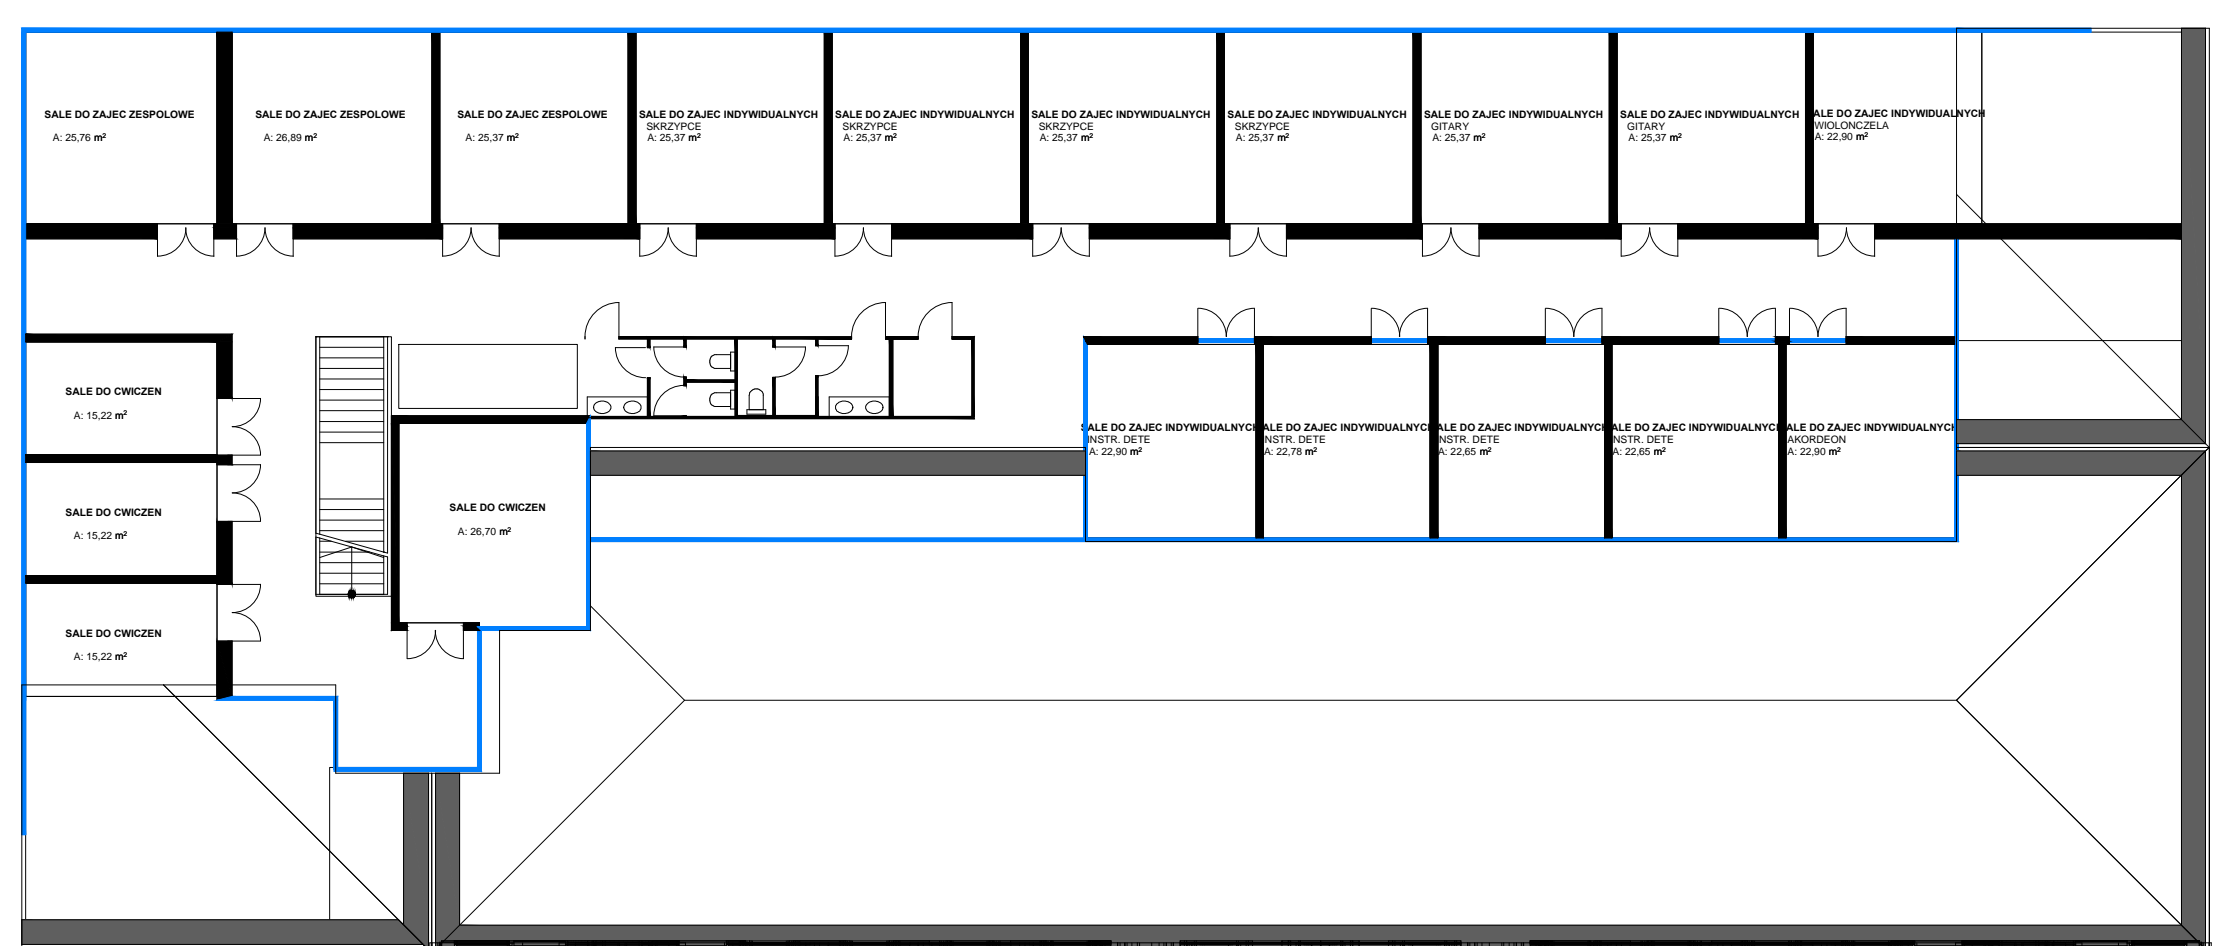 SALE DO ZAJEC ZESPOLOWE
A: 25,76 m²
SALE DO ZAJEC ZESPOLOWE
A: 26,89 m²
SALE DO ZAJEC ZESPOLOWE
A: 25,37 m²
SALE DO ZAJEC INDYWIDUALNYCH
SKRZYPCE
A: 25,37 m²
SALE DO ZAJEC INDYWIDUALNYCH
SKRZYPCE
A: 25,37 m²
SALE DO ZAJEC INDYWIDUALNYCH
SKRZYPCE
A: 25,37 m²
SALE DO ZAJEC INDYWIDUALNYCH
SKRZYPCE
A: 25,37 m²
SALE DO ZAJEC INDYWIDUALNYCH
GITARY
A: 25,37 m²
SALE DO ZAJEC INDYWIDUALNYCH
GITARY
A: 25,37 m²
ALE DO ZAJEC INDYWIDUALNYCH
WIOLONCZELA
A: 22,90 m²
SALE DO CWICZEN
A: 15,22 m²
SALE DO CWICZEN
A: 15,22 m²
SALE DO CWICZEN
A: 15,22 m²
SALE DO CWICZEN
A: 26,70 m²
SALE DO ZAJEC INDYWIDUALNYCH
INSTR. DETE
A: 22,90 m²
ALE DO ZAJEC INDYWIDUALNYCH
NSTR. DETE
A: 22,78 m²
ALE DO ZAJEC INDYWIDUALNYCH
NSTR. DETE
A: 22,65 m²
ALE DO ZAJEC INDYWIDUALNYCH
NSTR. DETE
A: 22,65 m²
ALE DO ZAJEC INDYWIDUALNYCH
AKORDEON
A: 22,90 m²